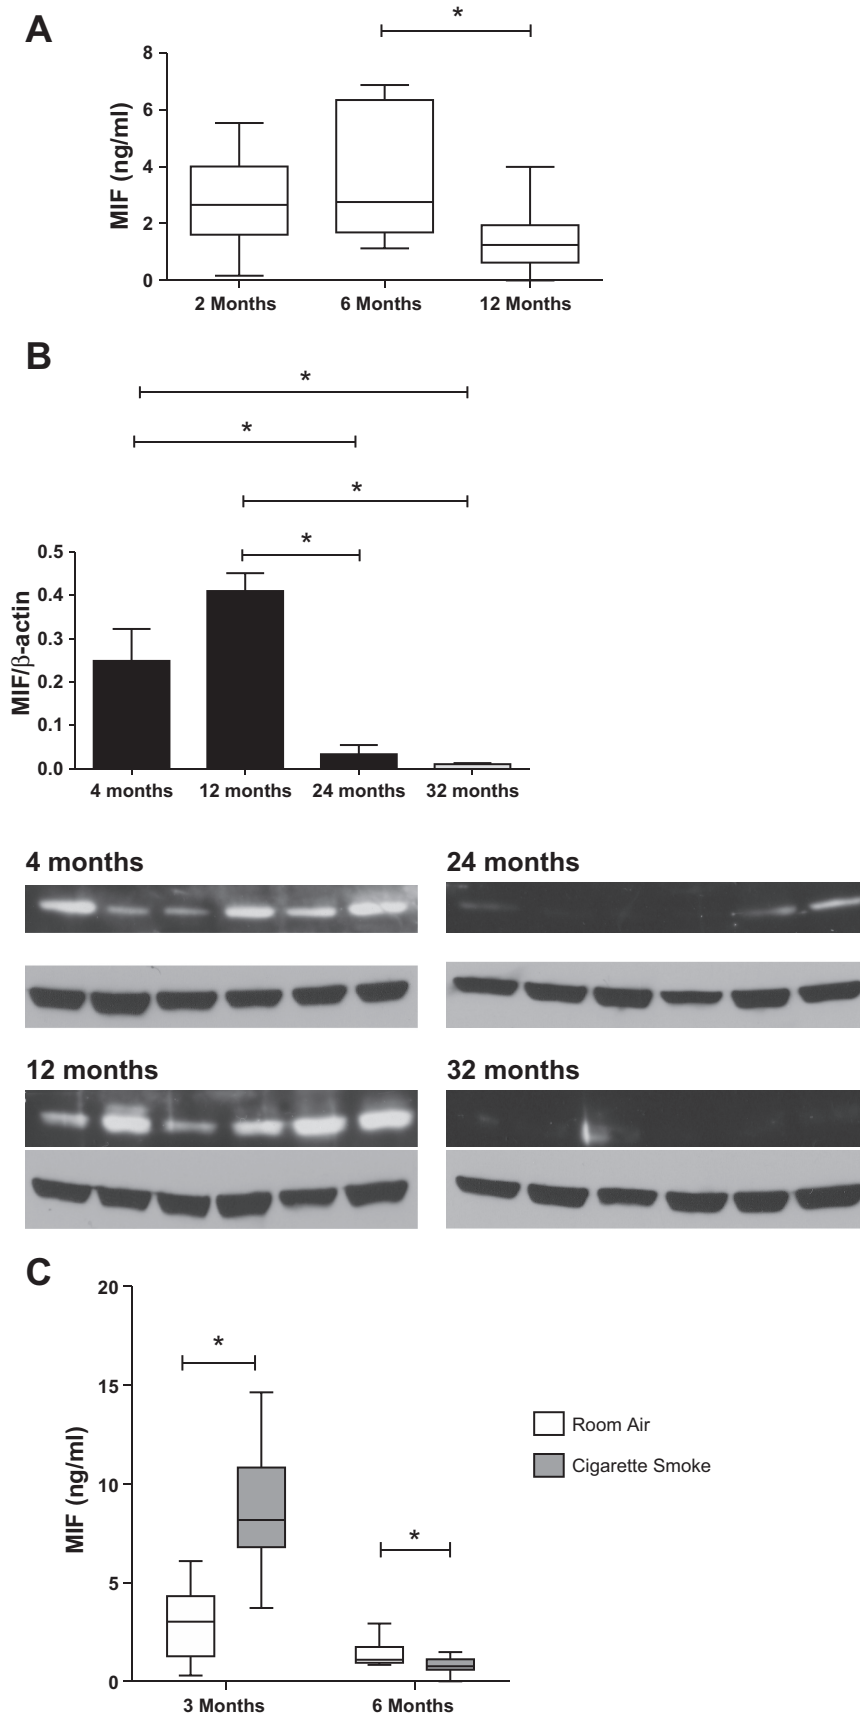 A
*
8
6
4
2
0
MIF (ng/ml)
2 Months 6 Months 12 Months
B
*
*
*
*
0.5
0.4
0.3
0.2
0.1
0.0
MIF/β-actin
4 months 12 months 24 months 32 months
4 months 24 months
12 months 32 months
C
20
15
10
5
0
MIF (ng/ml)
*
*
Room Air
Cigarette Smoke
3 Months 6 Months